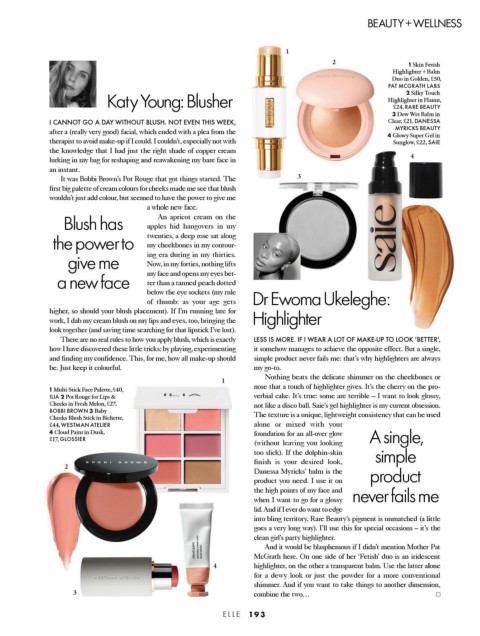 BEAUTY + WELLNESS
Katy Young: Blusher
I CANNOT GO A DAY WITHOUT BLUSH. NOT EVEN THIS WEEK,
after a (really very good) facial, which ended with a plea from the
therapist to avoid make-up if I could. I couldn't, especially not with
the knowledge that I had just the right shade of copper cream
lurking in my bag for reshaping and reawakening my bare face in
an instant.
It was Bobbi Brown's Pot Rouge that got things started. The
first big palette of cream colours for cheeks made me see that blush
wouldn't just add colour, but seemed to have the power to give me
a whole new face.
An apricot cream on the
apples hid hangovers in my
twenties, a deep rose sat along
my cheekbones in my contour-
ing era during in my thirties.
Now, in my forties, nothing lifts
my face and opens my eyes bet-
ter than a tanned peach dotted
below the eye sockets (my rule
of thumb: as your age gets
higher, so should your blush placement). If I'm running late for
work, I dab my cream blush on my lips and eyes, too, bringing the
look together (and saving time searching for that lipstick I've lost).
There are no real rules to how you apply blush, which is exactly
how I have discovered these little tricks: by playing, experimenting
and finding my confidence. This, for me, how all make-up should
be. Just keep it colourful.
Blush has
the power to
give me
a new face
1 Multi-Stick Face Palette, £40,
ILIA 2 Pot Rouge for Lips &
Cheeks in Fresh Melon, £27,
BOBBI BROWN 3 Baby
Cheeks Blush Stick in Bichette,
£44, WESTMAN ATELIER
4 Cloud Paint in Dusk,
£17, GLOSSIER
1
ILIA
2
BOBBI BROWN
3
4
1
2
3
4
saie
1 Skin Fetish
Highlighter + Balm
Duo in Golden, £50,
PAT MCGRATH LABS
2 Silky Touch
Highlighter in Flaunt,
£24, RARE BEAUTY
3 Dew Wet Balm in
Clear, £21, DANESSA
MYRICKS BEAUTY
4 Glowy Super Gel in
Sunglow, £22, SAIE
Dr Ewoma Ukeleghe:
Highlighter
LESS IS MORE. IF I WEAR A LOT OF MAKE-UP TO LOOK 'BETTER',
it somehow manages to achieve the opposite effect. But a single,
simple product never fails me: that's why highlighters are always
my go-to.
Nothing beats the delicate shimmer on the cheekbones or
nose that a touch of highlighter gives. It's the cherry on the pro-
verbial cake. It's true: some are terrible – I want to look glossy,
not like a disco ball. Saie's gel highlighter is my current obsession.
The texture is a unique, lightweight consistency that can be used
alone or mixed with your
foundation for an all-over glow
(without leaving you looking
too slick). If the dolphin-skin
finish is your desired look,
Danessa Myricks' balm is the
product you need. I use it on
the high points of my face and
when I want to go for a glossy
lid. And if I ever do want to edge
into bling territory, Rare Beauty's pigment is unmatched (a little
goes a very long way). I'll use this for special occasions – it's the
clean girl's party highlighter.
And it would be blasphemous if I didn't mention Mother Pat
McGrath here. On one side of her 'Fetish' duo is an iridescent
highlighter, on the other a transparent balm. Use the latter alone
for a dewy look or just the powder for a more conventional
shimmer. And if you want to take things to another dimension,
combine the two…
A single,
simple
product
never fails me
ELLE 193